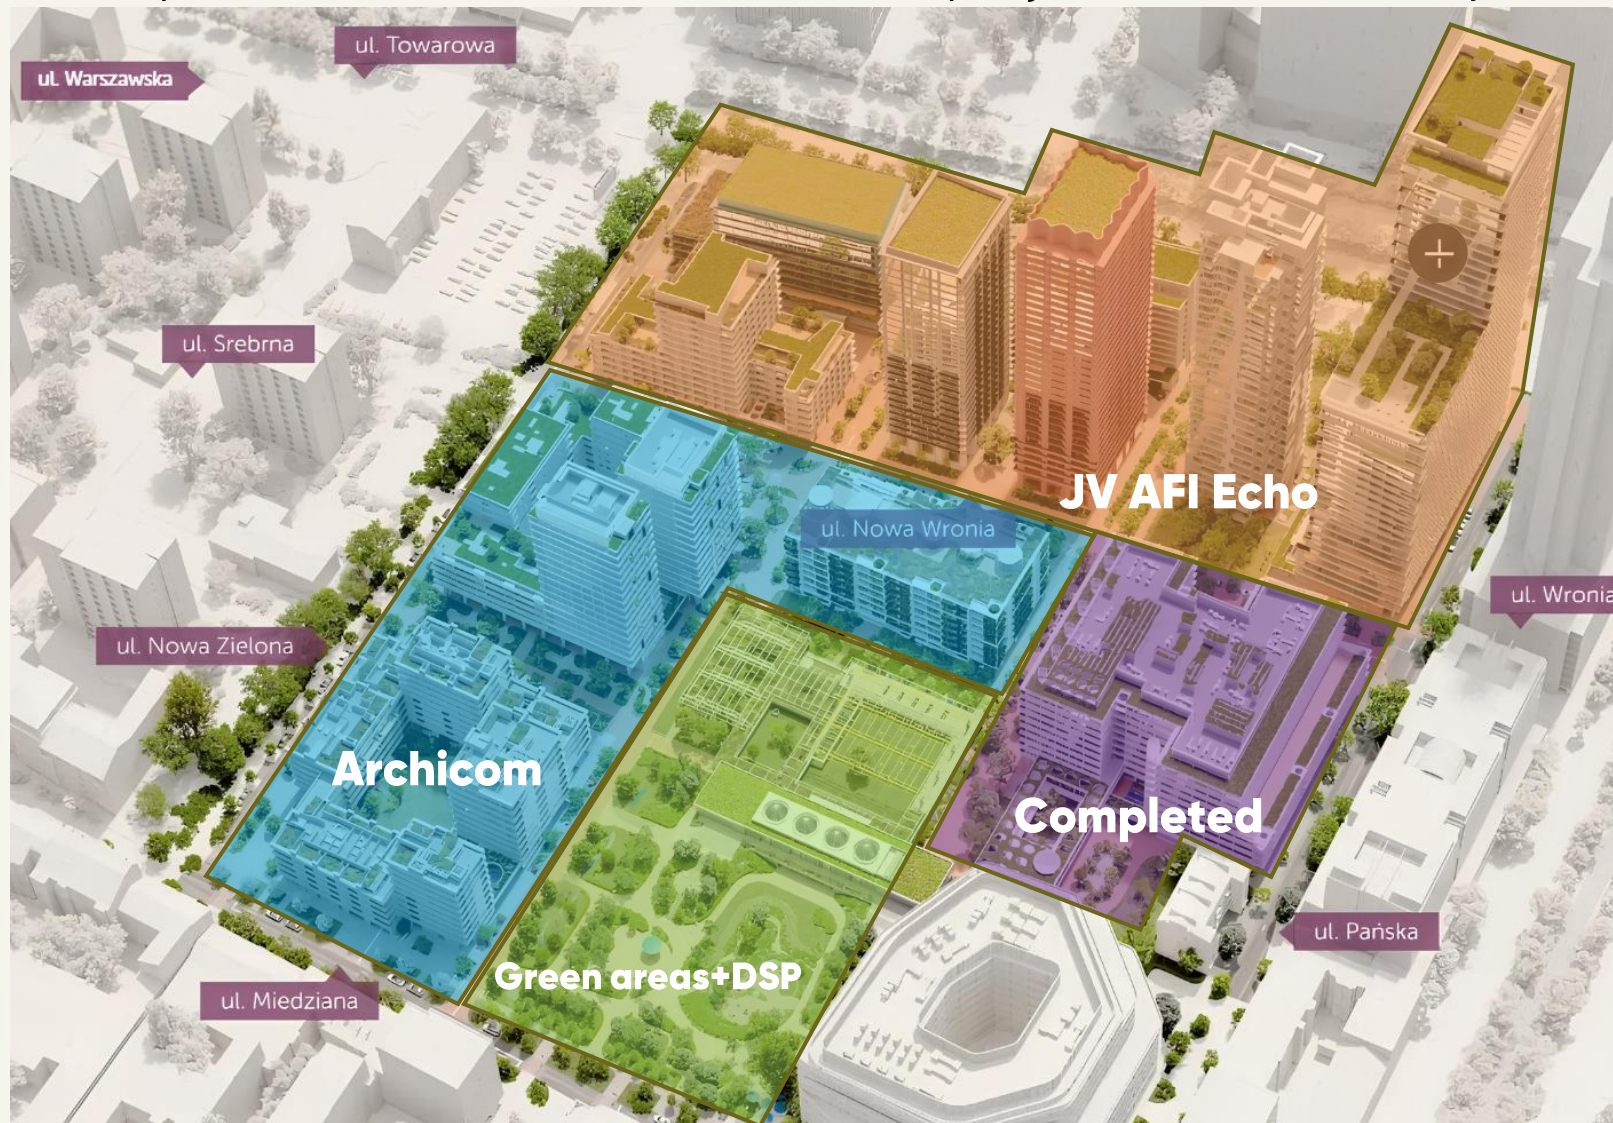 ul. Towarowa
ul. Warszawska
ul. Srebrna
JV AFI Echo
ul. Nowa Wronia
ul. Wronia
ul. Nowa Zielona
Archicom
Completed
ul. Pańska
Green areas+DSP
ul. Miedziana